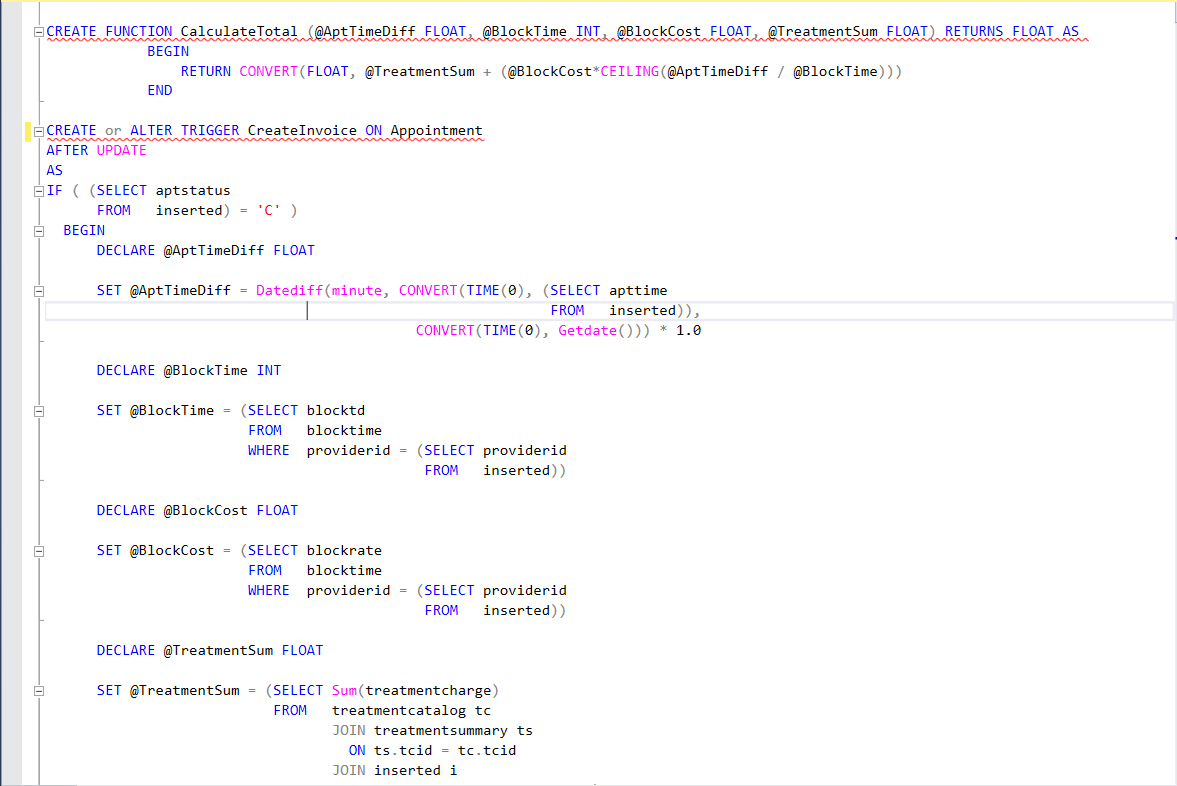 CREATE FUNCTION CalculateTotal (@AptTimeDiff FLOAT, @BlockTime INT, @BlockCost FLOAT, @TreatmentSum FLOAT) RETURNS FLOAT AS
BEGIN
RETURN CONVERT(FLOAT, @TreatmentSum + (@BlockCost*CEILING(@AptTimeDiff / @BlockTime)))
END
CREATE or ALTER TRIGGER CreateInvoice ON Appointment
AFTER UPDATE
AS
IF ( (SELECT aptstatus
FROM inserted) = 'C' )
BEGIN
DECLARE @AptTimeDiff FLOAT
SET @AptTimeDiff = Datediff(minute, CONVERT(TIME(0), (SELECT apttime
FROM inserted)),
CONVERT(TIME(0), Getdate())) * 1.0
DECLARE @BlockTime INT
SET @BlockTime = (SELECT blocktd
FROM blocktime
WHERE providerid = (SELECT providerid
FROM inserted))
DECLARE @BlockCost FLOAT
SET @BlockCost = (SELECT blockrate
FROM blocktime
WHERE providerid = (SELECT providerid
FROM inserted))
DECLARE @TreatmentSum FLOAT
SET @TreatmentSum = (SELECT Sum(treatmentcharge)
FROM treatmentcatalog tc
JOIN treatmentsummary ts
ON ts.tcid = tc.tcid
JOIN inserted i